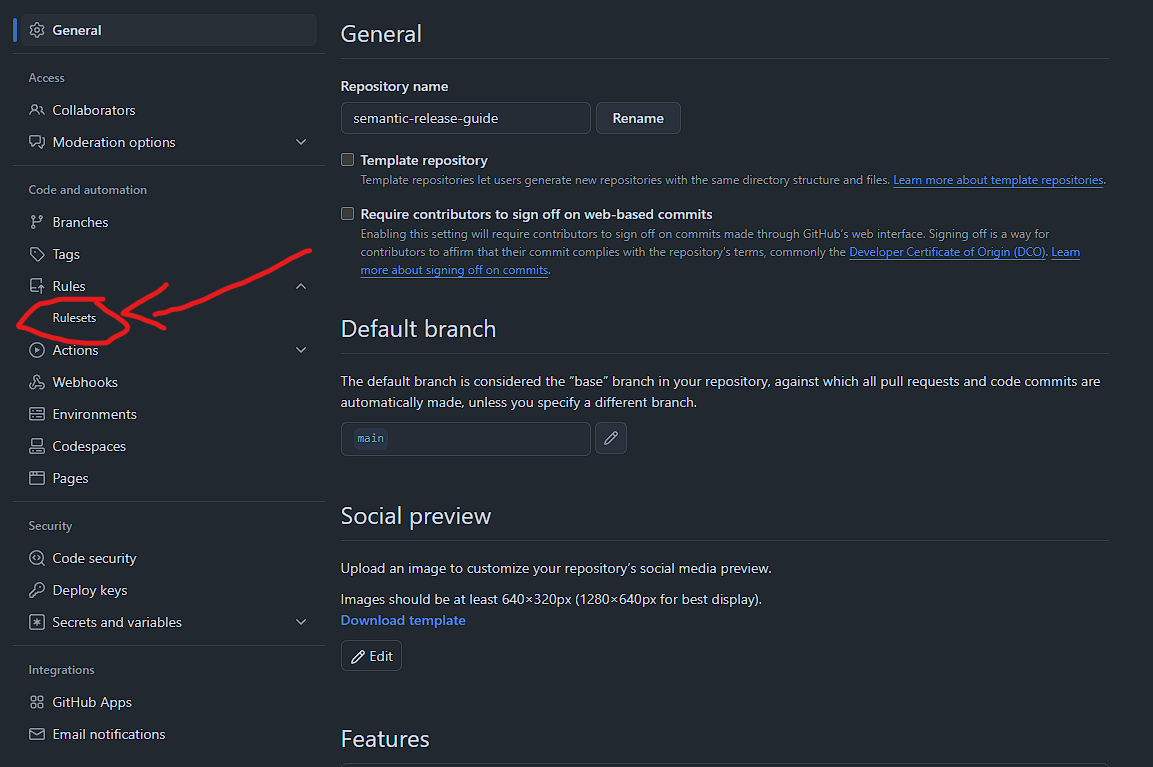 General
Access
Collaborators
Moderation options
Code and automation
Branches
Tags
Rules
Rulesets
Actions
Webhooks
Environments
Codespaces
Pages
Security
Code security
Deploy keys
Secrets and variables
Integrations
GitHub Apps
Email notifications
General
Repository name
semantic-release-guide
Rename
Template repository
Template repositories let users generate new repositories with the same directory structure and files. Learn more about template repositories.
Require contributors to sign off on web-based commits
Enabling this setting will require contributors to sign off on commits made through GitHub's web interface. Signing off is a way for
contributors to affirm that their commit complies with the repository's terms, commonly the Developer Certificate of Origin (DCO). Learn
more about signing off on commits.
Default branch
The default branch is considered the “base” branch in your repository, against which all pull requests and code commits are
automatically made, unless you specify a different branch.
main
Social preview
Upload an image to customize your repository's social media preview.
Images should be at least 640×320px (1280×640px for best display).
Download template
Edit
Features